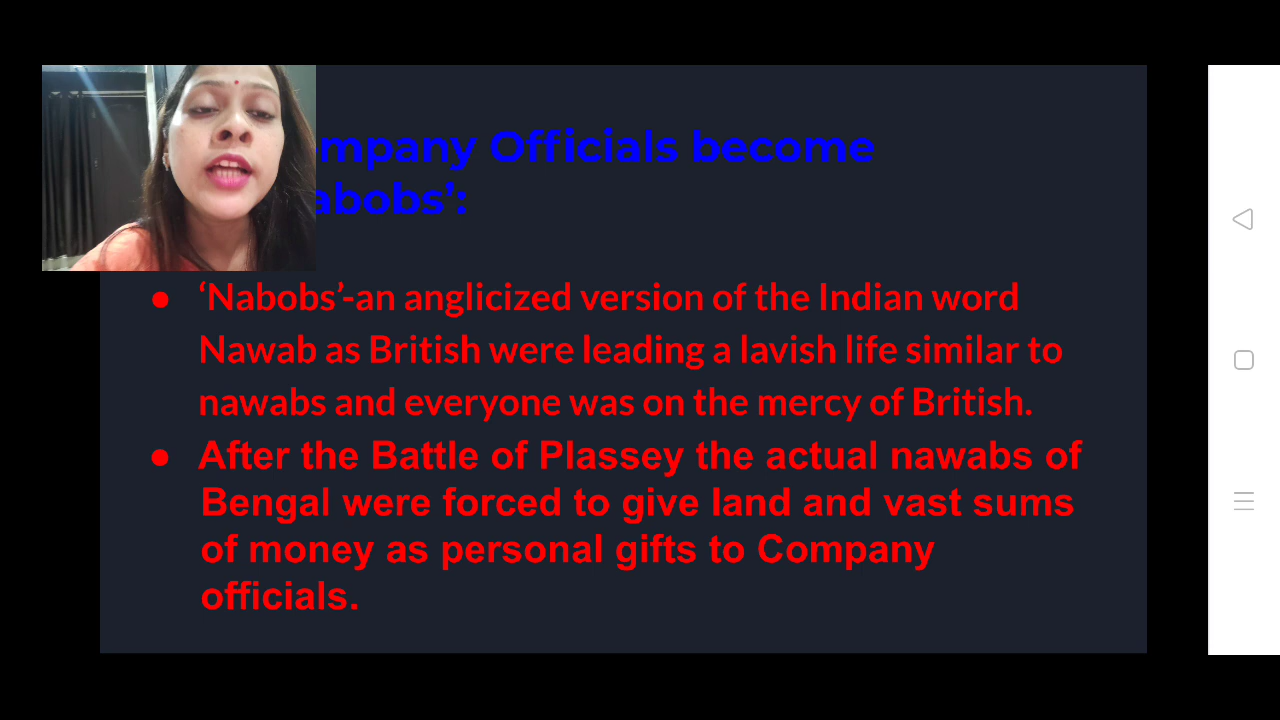 mpany Officials become
abobs’:
● ‘Nabobs’-an anglicized version of the Indian word
Nawab as British were leading a lavish life similar to
nawabs and everyone was on the mercy of British.
● After the Battle of Plassey the actual nawabs of
Bengal were forced to give land and vast sums
of money as personal gifts to Company
officials.